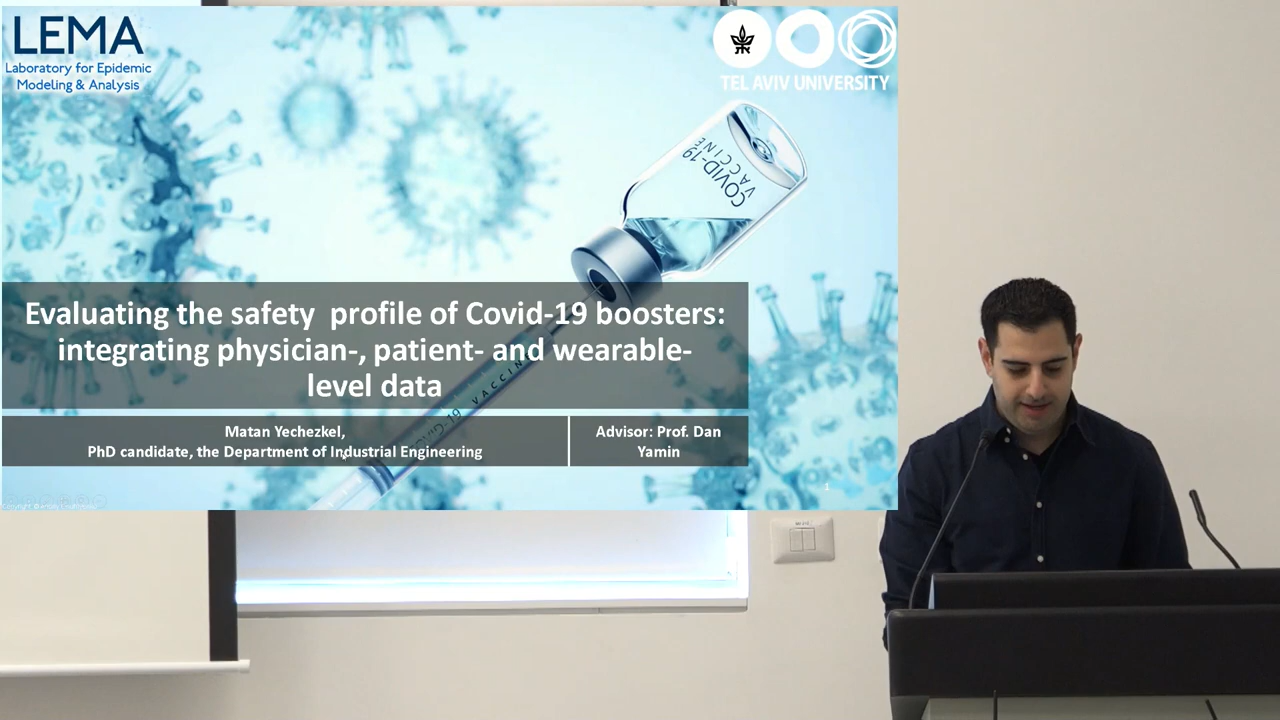 LEMA
Laboratory for Epidemic
Modeling & Analysis
TEL AVIV UNIVERSITY
COVID-19
VACCINE
Evaluating the safety profile of Covid-19 boosters:
integrating physician-, patient- and wearable-
level data
VACCINE
Matan Yechezkel,
PhD candidate, the Department of Industrial Engineering
Advisor: Prof. Dan
Yamin
1